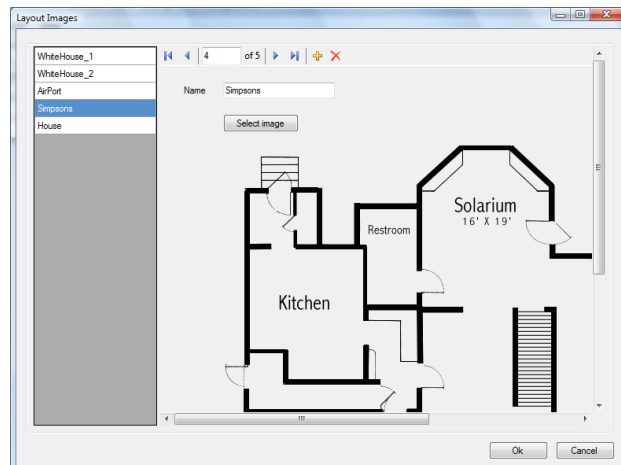 Layout Images
WhiteHouse_1
WhiteHouse_2
AirPort
Simpsons
House
4 of 5
Name Simpsons
Select image
Solarium
16' X 19'
Restroom
Kitchen
Ok Cancel